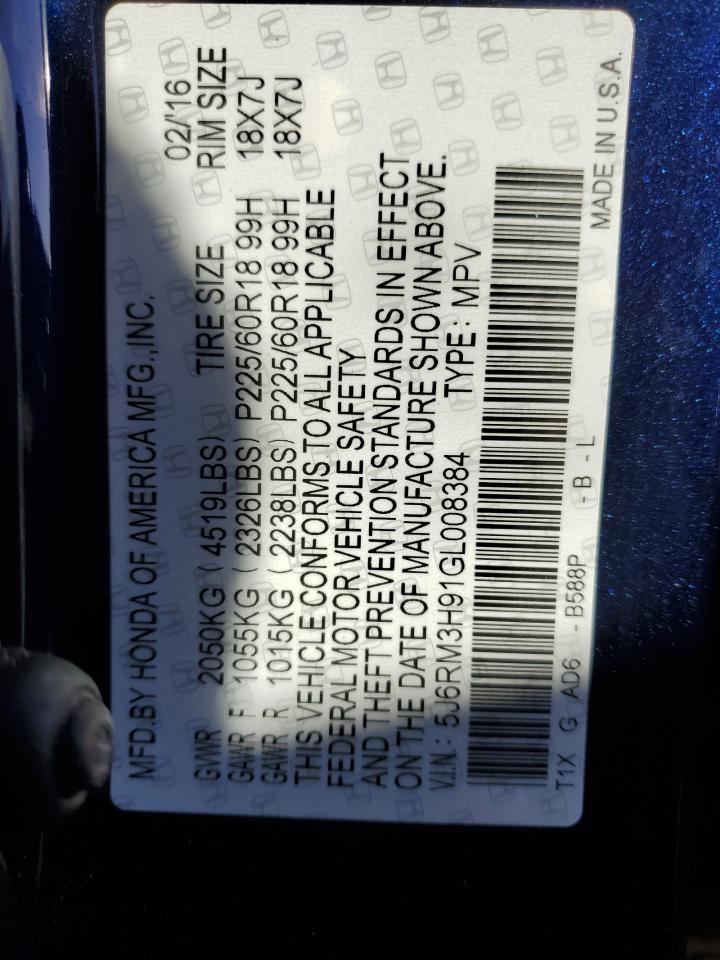 MFD.BY HONDA OF AMERICA MFG.,INC. 02/'16
GVWR 2050KG (4519LBS) TIRE SIZE RIM SIZE
GAWR F 1055KG (2326LBS) P225/60R18 99H 18X7J
GAWR R 1015KG (2238LBS) P225/60R18 99H 18X7J
THIS VEHICLE CONFORMS TO ALL APPLICABLE
FEDERAL MOTOR VEHICLE SAFETY
AND THEFT PREVENTION STANDARDS IN EFFECT
ON THE DATE OF MANUFACTURE SHOWN ABOVE.
V.I.N.: 5J6RM3H91GL008384 TYPE: MPV
T1X G AD6 -B588P -B -L MADE IN U.S.A.